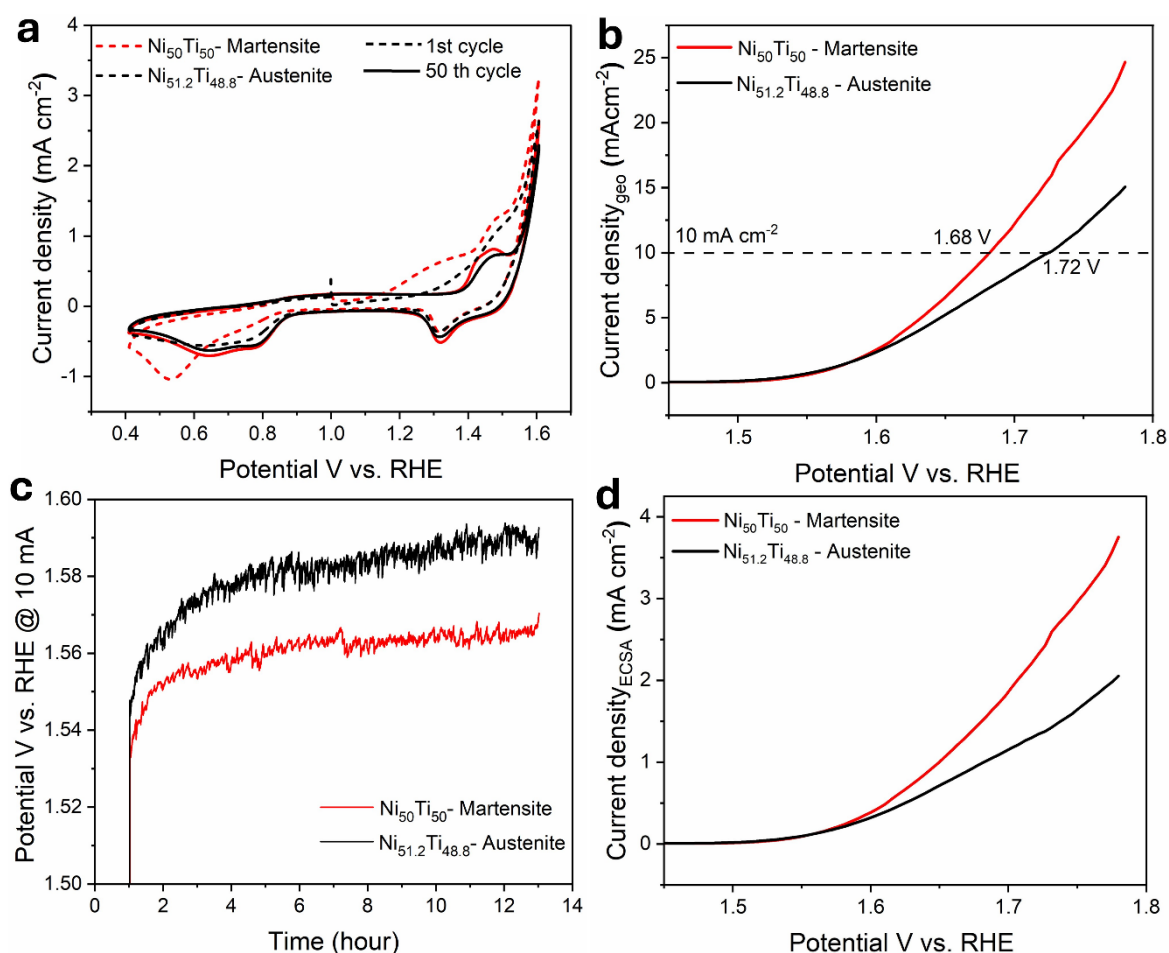 a
Ni50Ti50- Martensite
Ni51.2Ti48.8- Austenite
1st cycle
50 th cycle
Current density (mA cm-2)
4
3
2
1
0
-1
0.4 0.6 0.8 1.0 1.2 1.4 1.6
Potential V vs. RHE
b
Ni50Ti50 - Martensite
Ni51.2Ti48.8 - Austenite
Current densitygeo (mAcm-2)
25
20
15
10
5
0
10 mA cm-2
1.68 V
1.72 V
1.5 1.6 1.7 1.8
Potential V vs. RHE
c
Potential V vs. RHE @ 10 mA
1.60
1.58
1.56
1.54
1.52
1.50
Ni50Ti50- Martensite
Ni51.2Ti48.8- Austenite
0 2 4 6 8 10 12 14
Time (hour)
d
Ni50Ti50 - Martensite
Ni51.2Ti48.8 - Austenite
Current densityECSA (mA cm-2)
4
3
2
1
0
1.5 1.6 1.7 1.8
Potential V vs. RHE